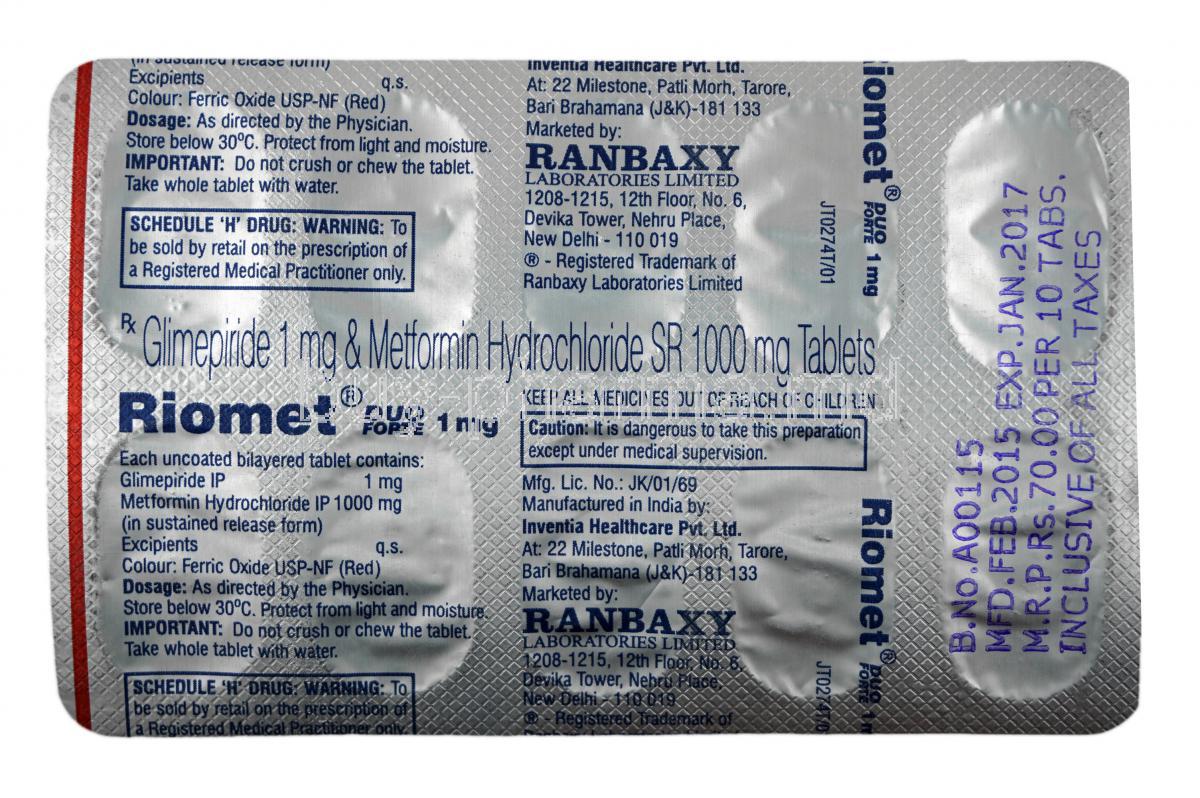 (in sustained release form)
Excipients q.s.
Colour: Ferric Oxide USP-NF (Red)
Dosage: As directed by the Physician.
Store below 30ºC. Protect from light and moisture.
IMPORTANT: Do not crush or chew the tablet.
Take whole tablet with water.
SCHEDULE 'H' DRUG: WARNING: To
be sold by retail on the prescription of
a Registered Medical Practitioner only.
Inventia Healthcare Pvt. Ltd.
At: 22 Milestone, Patli Morh, Tarore,
Bari Brahamana (J&K)-181 133
Marketed by:
RANBAXY
LABORATORIES LIMITED
1208-1215, 12th Floor, No. 6,
Devika Tower, Nehru Place,
New Delhi - 110 019
® - Registered Trademark of
Ranbaxy Laboratories Limited
Riomet® DUO FORTE 1 mg
JT0274T/01
Rx Glimepiride 1 mg & Metformin Hydrochloride SR 1000 mg Tablets
Riomet® DUO FORTE 1 mg
Each uncoated bilayered tablet contains:
Glimepiride IP 1 mg
Metformin Hydrochloride IP 1000 mg
(in sustained release form)
Excipients q.s.
Colour: Ferric Oxide USP-NF (Red)
Dosage: As directed by the Physician.
Store below 30ºC. Protect from light and moisture.
IMPORTANT: Do not crush or chew the tablet.
Take whole tablet with water.
SCHEDULE 'H' DRUG: WARNING: To
be sold by retail on the prescription of
a Registered Medical Practitioner only.
KEEP ALL MEDICINES OUT OF REACH OF CHILDREN
Caution: It is dangerous to take this preparation
except under medical supervision.
Mfg. Lic. No.: JK/01/69
Manufactured in India by:
Inventia Healthcare Pvt. Ltd.
At: 22 Milestone, Patli Morh, Tarore,
Bari Brahamana (J&K)-181 133
Marketed by:
RANBAXY
LABORATORIES LIMITED
1208-1215, 12th Floor, No. 6,
Devika Tower, Nehru Place,
New Delhi - 110 019
® - Registered Trademark of
Riomet® DUO FORTE 1 m
JT0274T/0
B.No.A00115
MFD.FEB.2015 EXP.JAN.2017
M.R.P.Rs.70.00 PER 10 TABS.
INCLUSIVE OF ALL TAXES